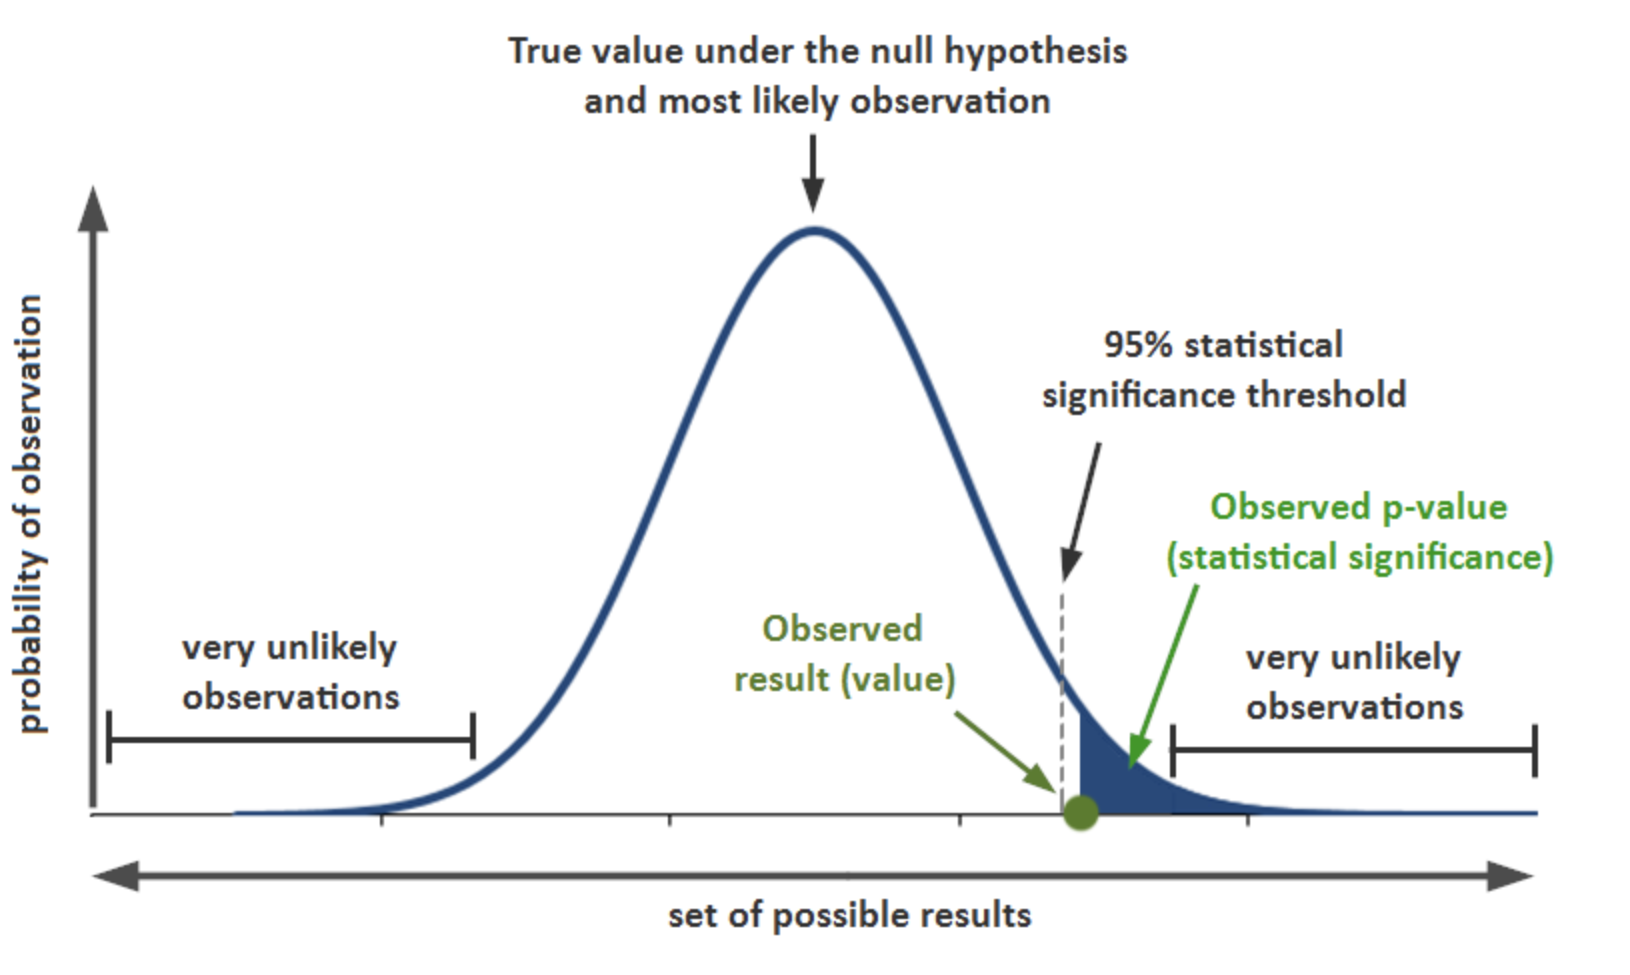 True value under the null hypothesis
and most likely observation
probability of observation
95% statistical
significance threshold
Observed p-value
(statistical significance)
Observed
result (value)
very unlikely
observations
very unlikely
observations
set of possible results